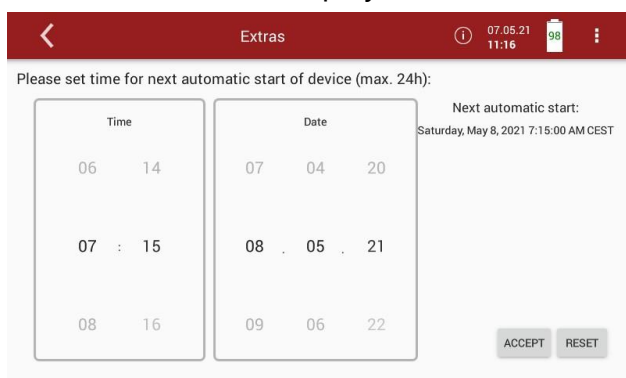 Extras
07.05.21
11:16
98
Please set time for next automatic start of device (max. 24h):
Time
06 14
07 : 15
08 16
Date
07 04 20
08 . 05 . 21
09 06 22
Next automatic start:
Saturday, May 8, 2021 7:15:00 AM CEST
ACCEPT RESET